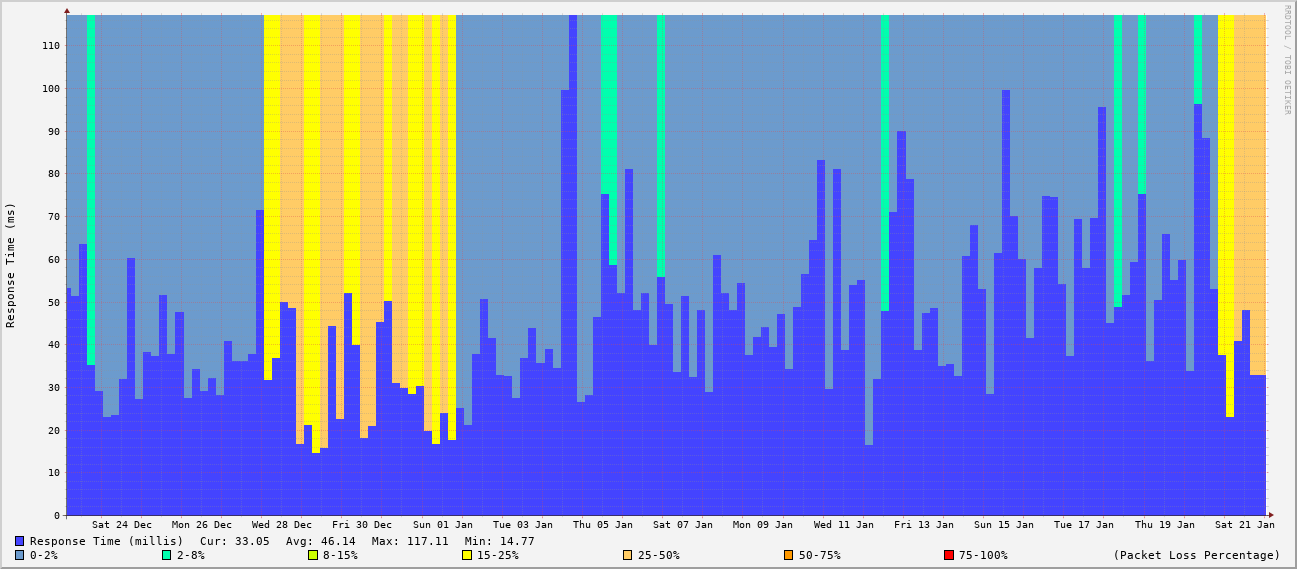 RRDTOOL / TOBI OETIKER
Response Time (ms)
110
100
90
80
70
60
50
40
30
20
10
0
Sat 24 Dec Mon 26 Dec Wed 28 Dec Fri 30 Dec Sun 01 Jan Tue 03 Jan Thu 05 Jan Sat 07 Jan Mon 09 Jan Wed 11 Jan Fri 13 Jan Sun 15 Jan Tue 17 Jan Thu 19 Jan Sat 21 Jan
Response Time (millis) Cur: 33.05 Avg: 46.14 Max: 117.11 Min: 14.77
0-2% 2-8% 8-15% 15-25% 25-50% 50-75% 75-100% (Packet Loss Percentage)